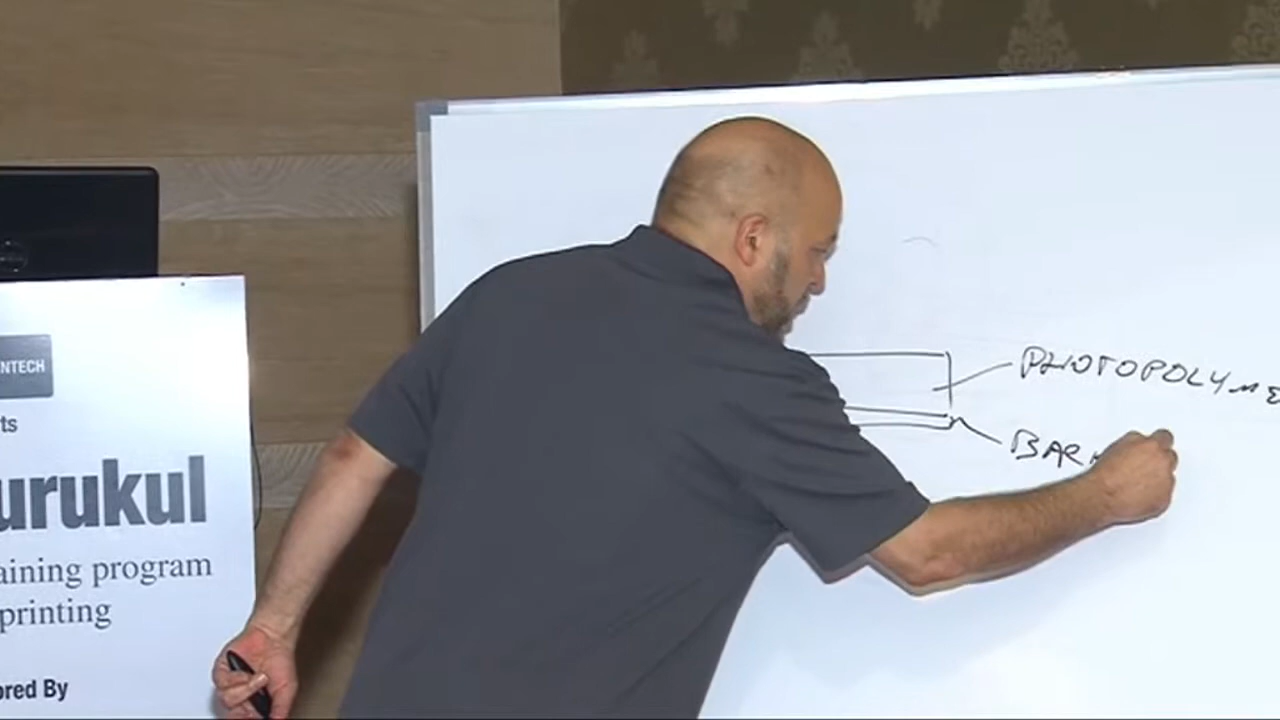 NTECH
ts
urukul
aining program
printing
ored By
PHOTOPOLYME
BAR